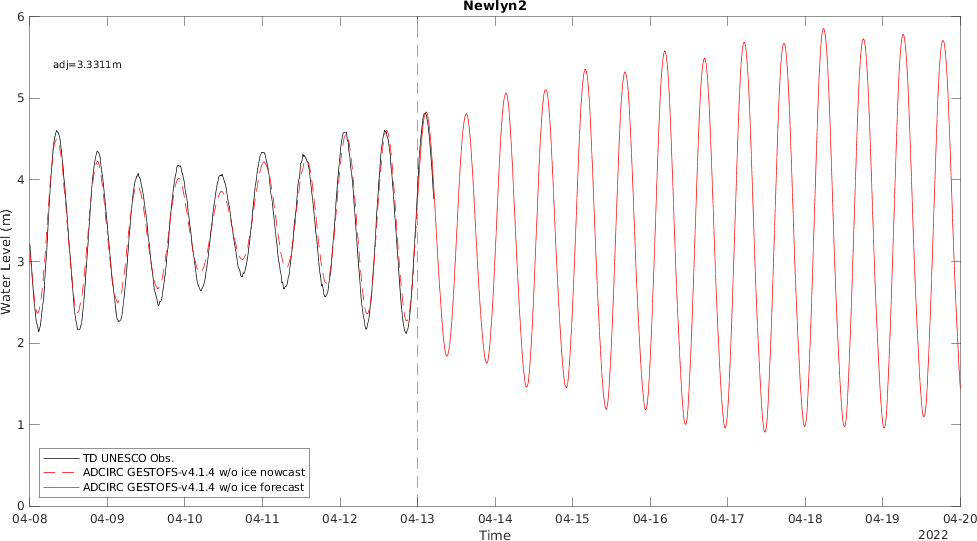 Newlyn2
adj=3.3311m
6
5
4
3
2
1
0
Water Level (m)
TD UNESCO Obs.
ADCIRC GESTOFS-v4.1.4 w/o ice nowcast
ADCIRC GESTOFS-v4.1.4 w/o ice forecast
04-08 04-09 04-10 04-11 04-12 04-13 04-14 04-15 04-16 04-17 04-18 04-19 04-20
Time
2022